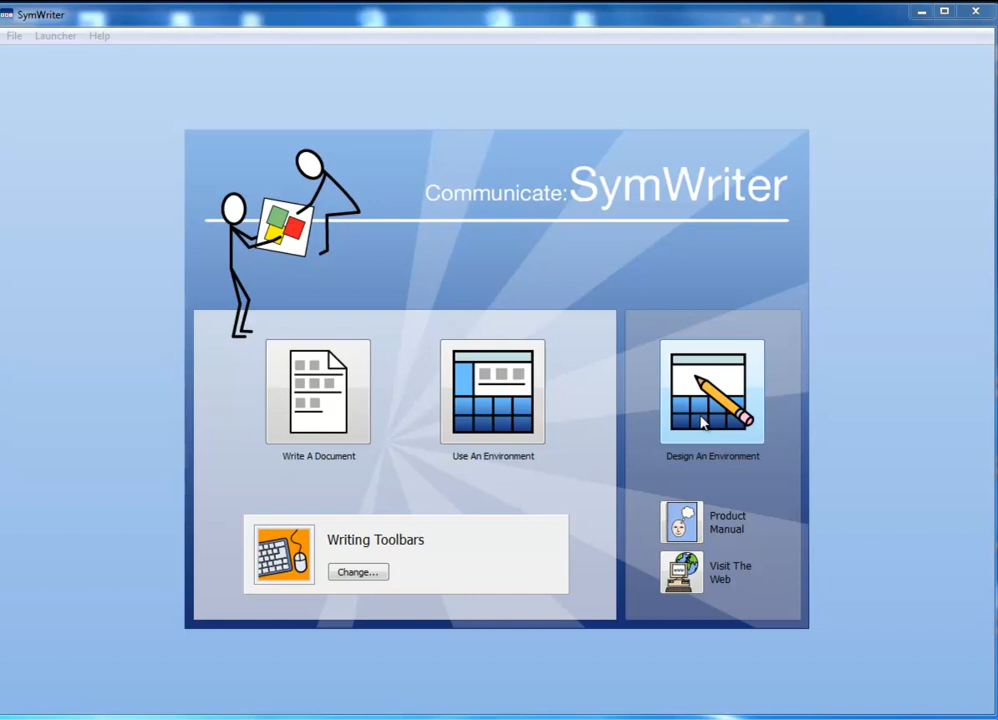 SymWriter
File Launcher Help
Communicate:SymWriter
Write A Document
Use An Environment
Design An Environment
Writing Toolbars
Change...
Product
Manual
Visit The
Web